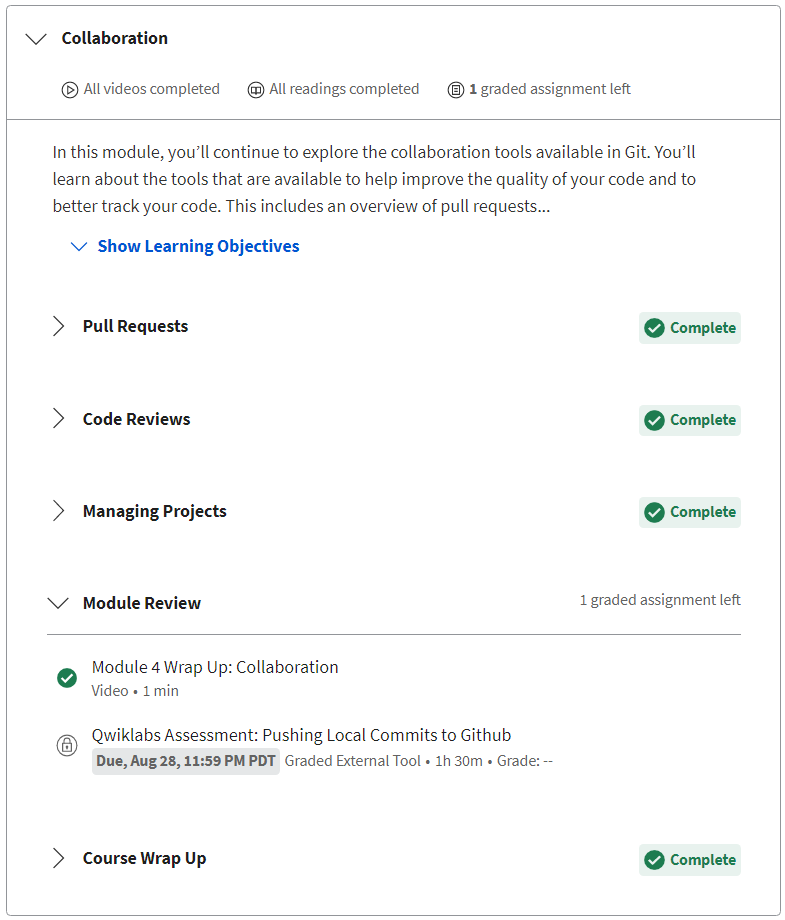 Collaboration
All videos completed All readings completed 1 graded assignment left
In this module, you’ll continue to explore the collaboration tools available in Git. You’ll
learn about the tools that are available to help improve the quality of your code and to
better track your code. This includes an overview of pull requests...
Show Learning Objectives
Pull Requests Complete
Code Reviews Complete
Managing Projects Complete
Module Review 1 graded assignment left
Module 4 Wrap Up: Collaboration
Video • 1 min
Qwiklabs Assessment: Pushing Local Commits to Github
Due, Aug 28, 11:59 PM PDT Graded External Tool • 1h 30m • Grade: --
Course Wrap Up Complete